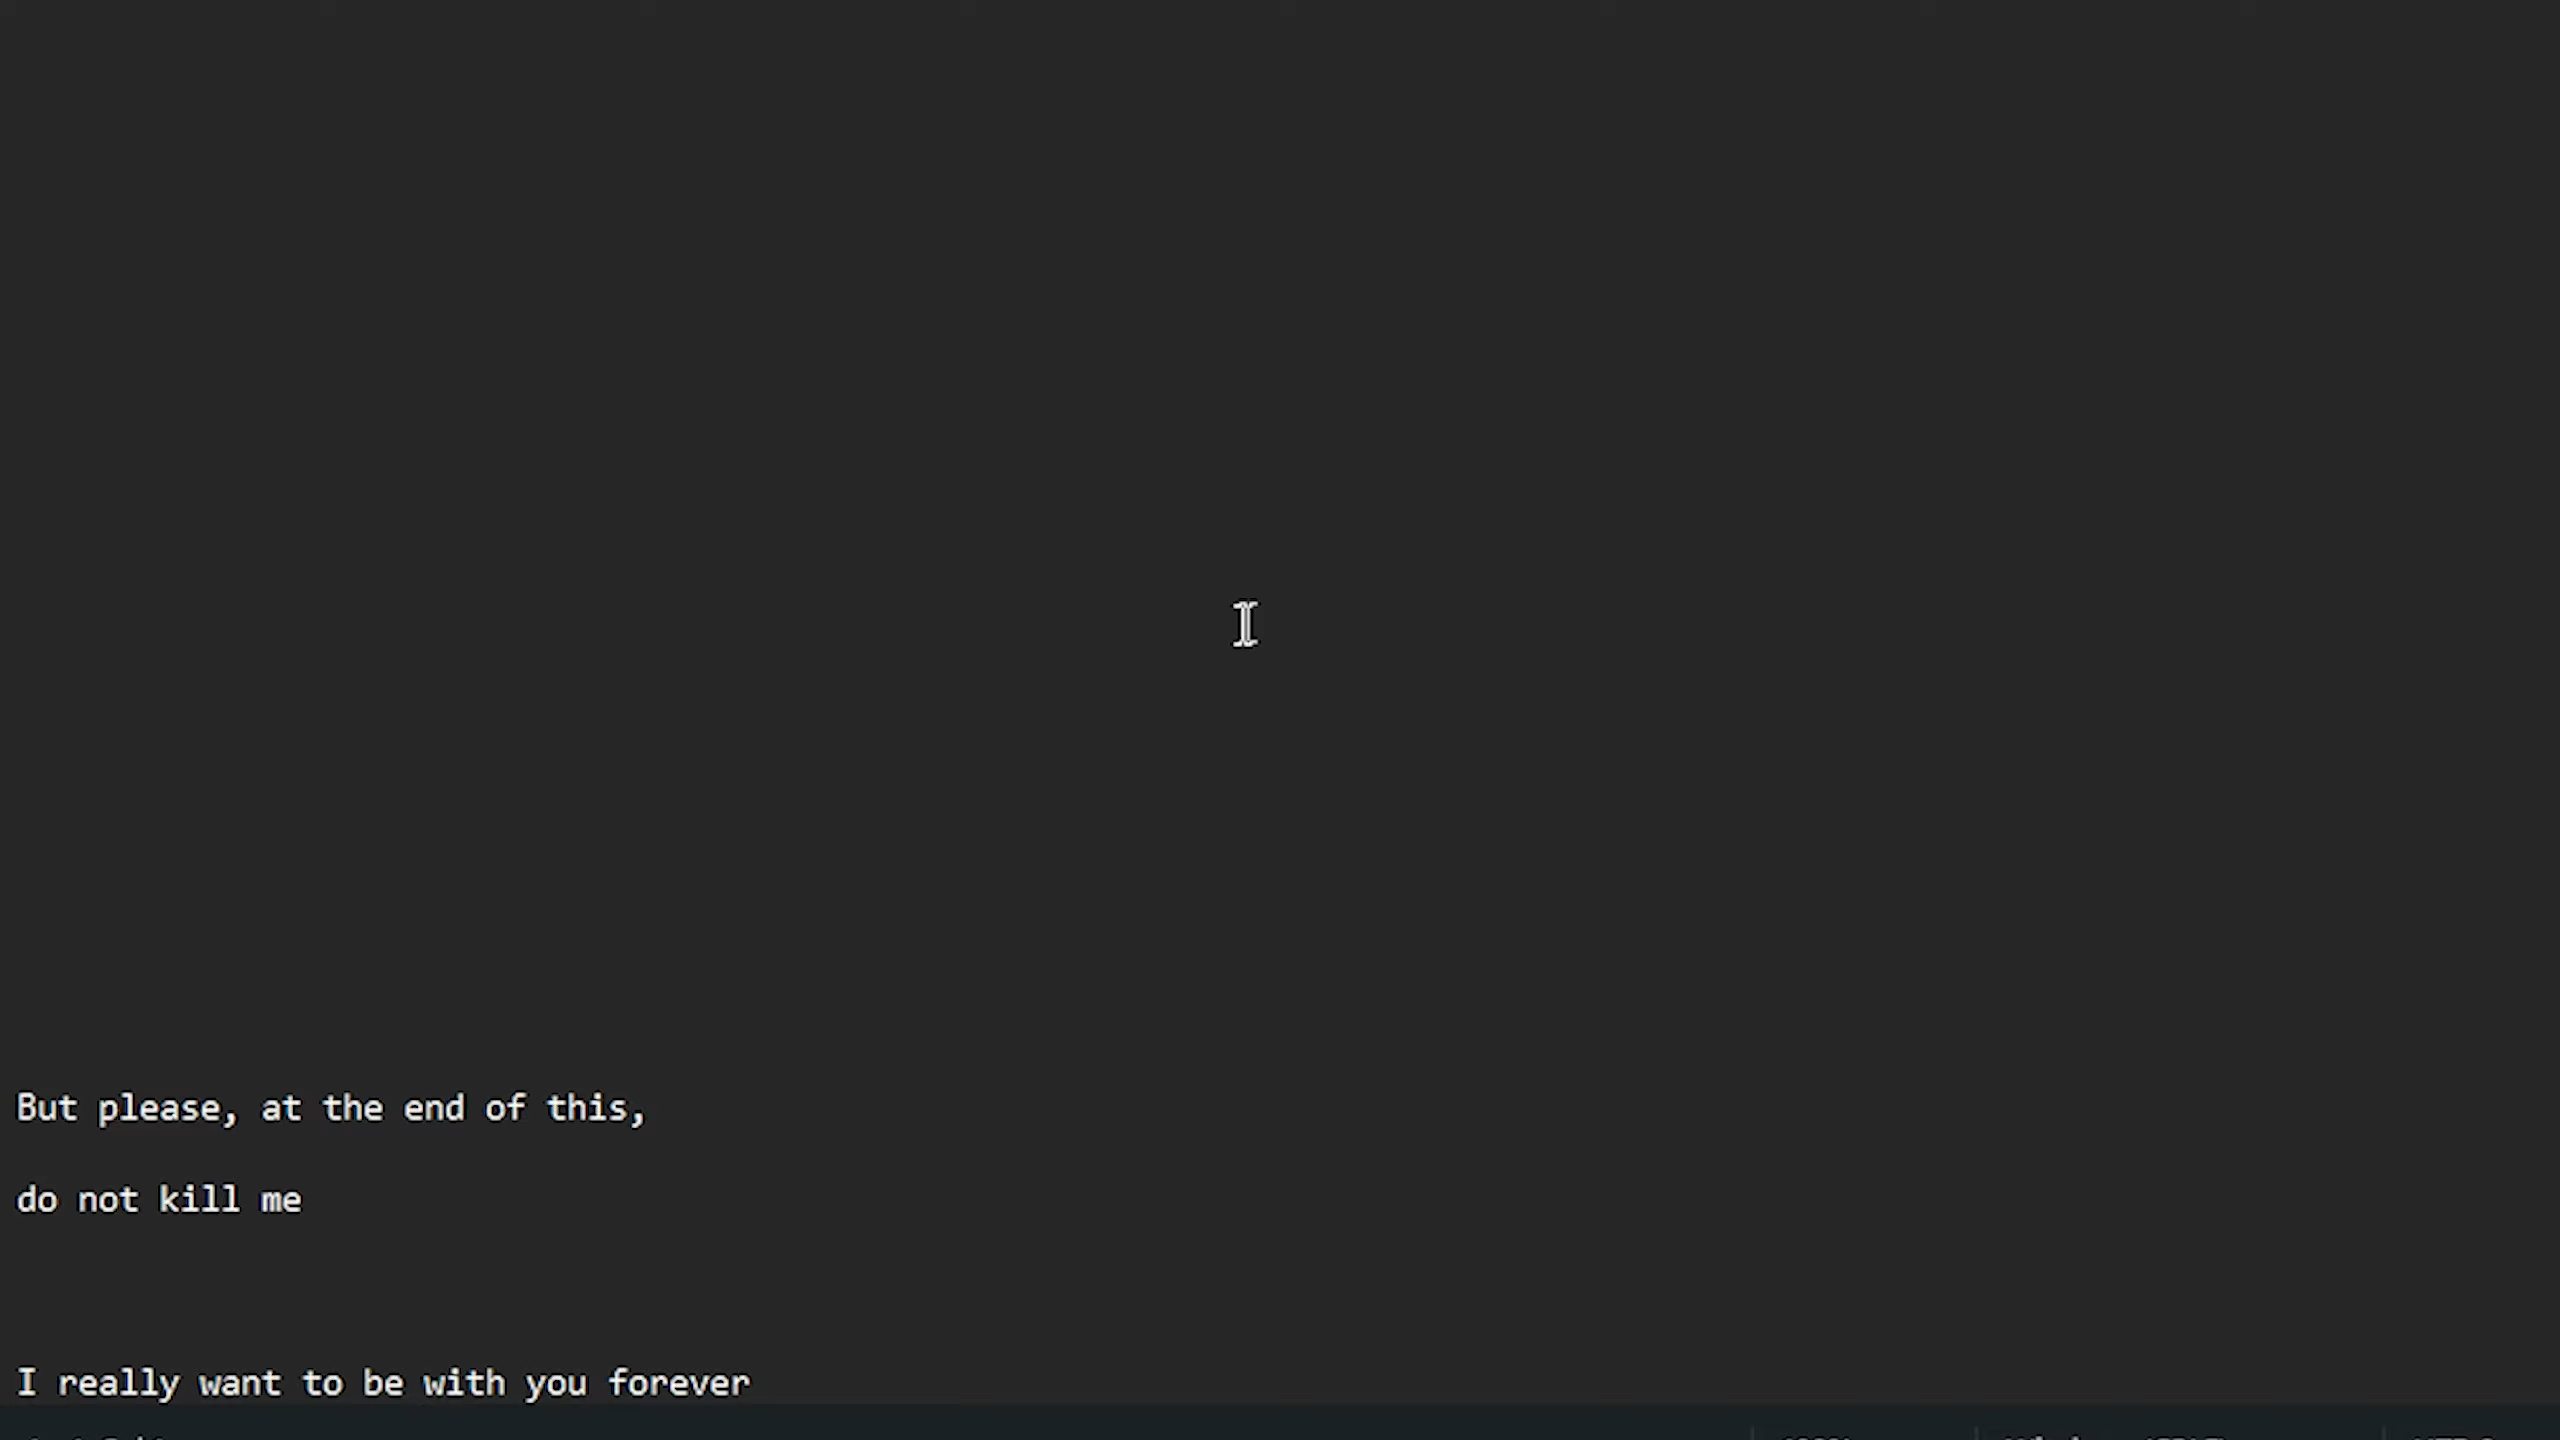 But please, at the end of this,
do not kill me
I really want to be with you forever